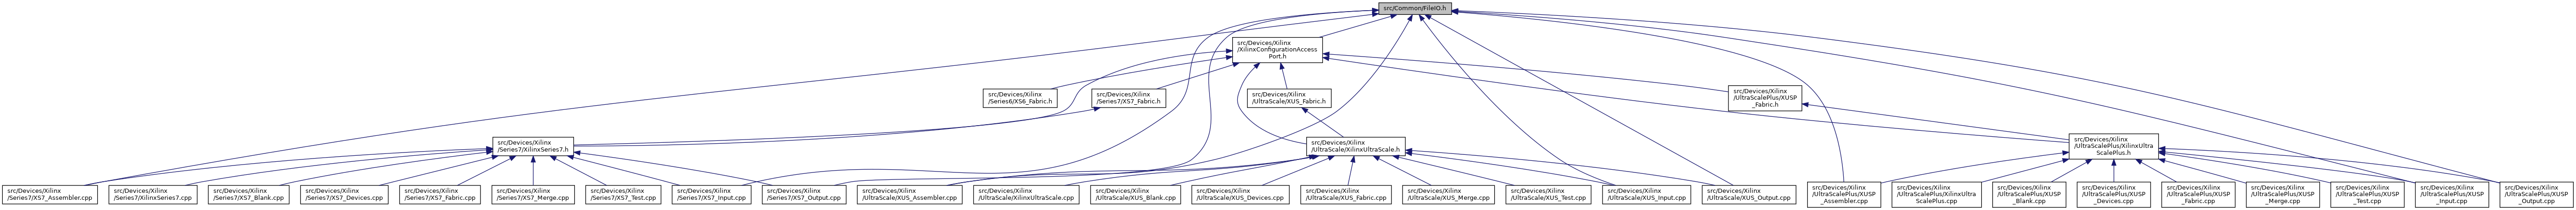 src/Common/FileIO.h
src/Devices/Xilinx
/XilinxConfigurationAccess
Port.h
src/Devices/Xilinx
/Series6/XS6_Fabric.h
src/Devices/Xilinx
/Series7/XS7_Fabric.h
src/Devices/Xilinx
/UltraScale/XUS_Fabric.h
src/Devices/Xilinx
/UltraScalePlus/XUSP
_Fabric.h
src/Devices/Xilinx
/Series7/XilinxSeries7.h
src/Devices/Xilinx
/UltraScale/XilinxUltraScale.h
src/Devices/Xilinx
/UltraScalePlus/XilinxUltra
ScalePlus.h
src/Devices/Xilinx
/Series7/XS7_Assembler.cpp
src/Devices/Xilinx
/Series7/XilinxSeries7.cpp
src/Devices/Xilinx
/Series7/XS7_Blank.cpp
src/Devices/Xilinx
/Series7/XS7_Devices.cpp
src/Devices/Xilinx
/Series7/XS7_Fabric.cpp
src/Devices/Xilinx
/Series7/XS7_Merge.cpp
src/Devices/Xilinx
/Series7/XS7_Test.cpp
src/Devices/Xilinx
/Series7/XS7_Input.cpp
src/Devices/Xilinx
/Series7/XS7_Output.cpp
src/Devices/Xilinx
/UltraScale/XUS_Assembler.cpp
src/Devices/Xilinx
/UltraScale/XilinxUltraScale.cpp
src/Devices/Xilinx
/UltraScale/XUS_Blank.cpp
src/Devices/Xilinx
/UltraScale/XUS_Devices.cpp
src/Devices/Xilinx
/UltraScale/XUS_Fabric.cpp
src/Devices/Xilinx
/UltraScale/XUS_Merge.cpp
src/Devices/Xilinx
/UltraScale/XUS_Test.cpp
src/Devices/Xilinx
/UltraScale/XUS_Input.cpp
src/Devices/Xilinx
/UltraScale/XUS_Output.cpp
src/Devices/Xilinx
/UltraScalePlus/XUSP
_Assembler.cpp
src/Devices/Xilinx
/UltraScalePlus/XilinxUltra
ScalePlus.cpp
src/Devices/Xilinx
/UltraScalePlus/XUSP
_Blank.cpp
src/Devices/Xilinx
/UltraScalePlus/XUSP
_Devices.cpp
src/Devices/Xilinx
/UltraScalePlus/XUSP
_Fabric.cpp
src/Devices/Xilinx
/UltraScalePlus/XUSP
_Merge.cpp
src/Devices/Xilinx
/UltraScalePlus/XUSP
_Test.cpp
src/Devices/Xilinx
/UltraScalePlus/XUSP
_Input.cpp
src/Devices/Xilinx
/UltraScalePlus/XUSP
_Output.cpp